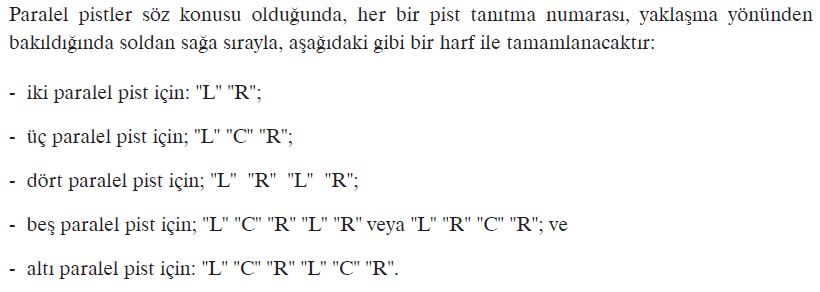 Paralel pistler söz konusu olduğunda, her bir pist tanıtma numarası, yaklaşma yönünden
bakıldığında soldan sağa sırayla, aşağıdaki gibi bir harf ile tamamlanacaktır:
- iki paralel pist için: "L" "R";
- üç paralel pist için; "L" "C" "R";
- dört paralel pist için; "L" "R" "L" "R";
- beş paralel pist için; "L" "C" "R" "L" "R" veya "L" "R" "C" "R"; ve
- altı paralel pist için: "L" "C" "R" "L" "C" "R".